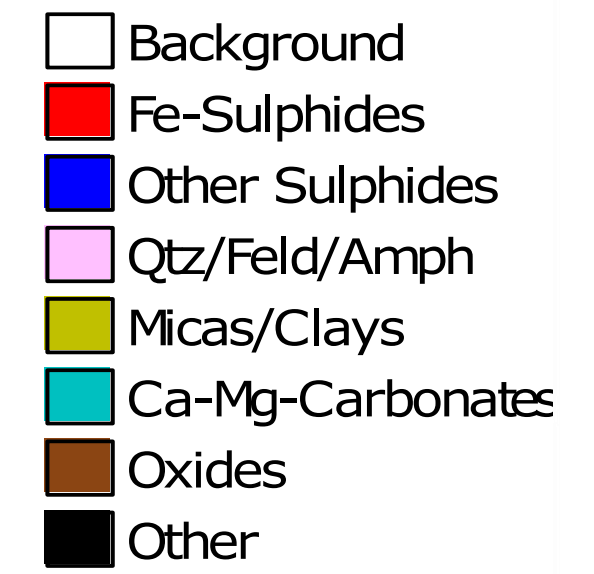 Background
Fe-Sulphides
Other Sulphides
Qtz/Feld/Amph
Micas/Clays
Ca-Mg-Carbonates
Oxides
Other